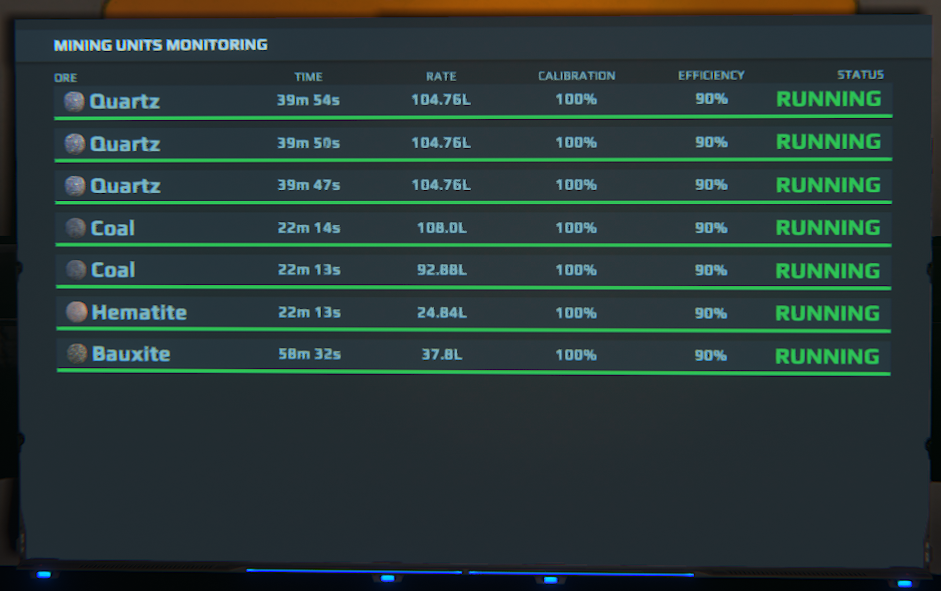 MINING UNITS MONITORING
ORE TIME RATE CALIBRATION EFFICIENCY STATUS
Quartz 39m 54s 104.76L 100% 90% RUNNING
Quartz 39m 50s 104.76L 100% 90% RUNNING
Quartz 39m 47s 104.76L 100% 90% RUNNING
Coal 22m 14s 108.0L 100% 90% RUNNING
Coal 22m 13s 92.88L 100% 90% RUNNING
Hematite 22m 13s 24.84L 100% 90% RUNNING
Bauxite 58m 32s 37.8L 100% 90% RUNNING